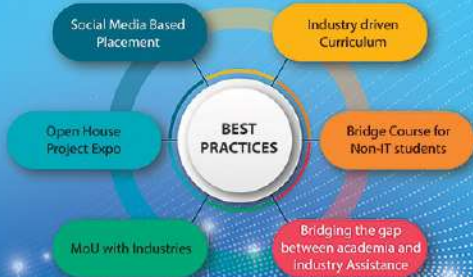 Social Media Based
Placement
Industry driven
Curriculum
Open House
Project Expo
BEST
PRACTICES
Bridge Course for
Non-IT students
MoU with Industries
Bridging the gap
between academia and
industry Assistance